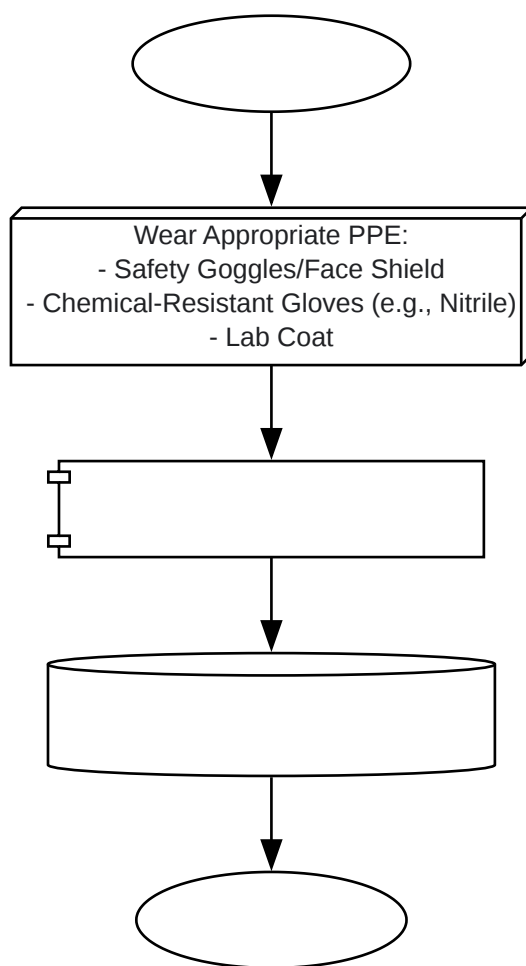 Wear Appropriate PPE:
- Safety Goggles/Face Shield
- Chemical-Resistant Gloves (e.g., Nitrile)
- Lab Coat